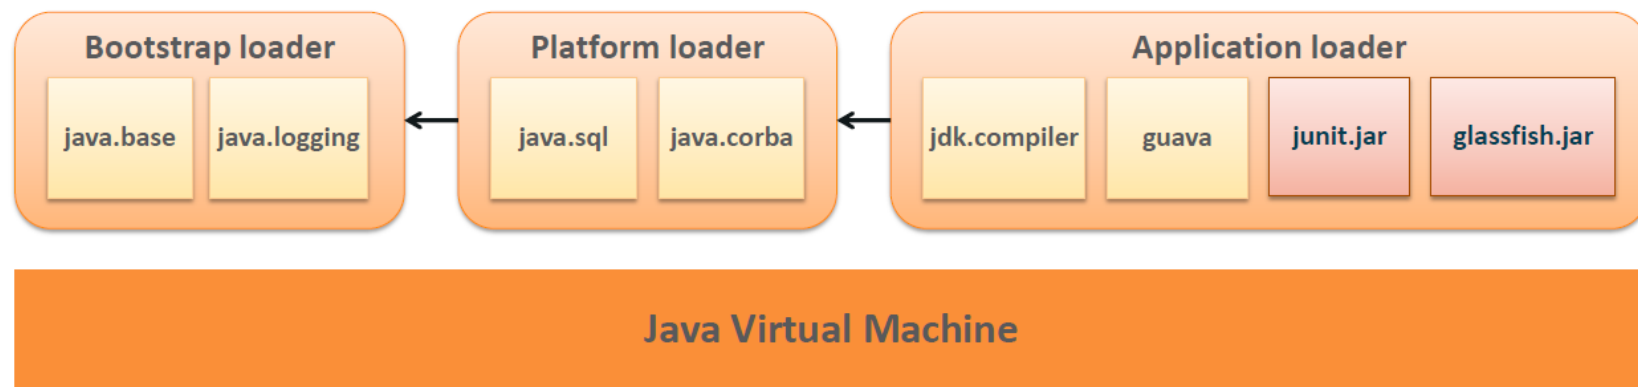 Bootstrap loader
java.base
java.logging
Platform loader
java.sql
java.corba
Application loader
jdk.compiler
guava
junit.jar
glassfish.jar
Java Virtual Machine